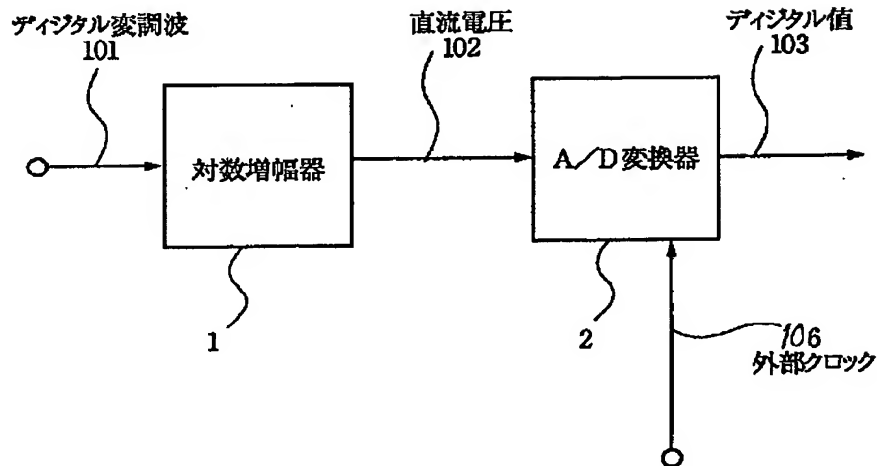 ディジタル変調波
101
直流電圧
102
ディジタル値
103
対数増幅器
A/D変換器
1
2
106
外部クロック